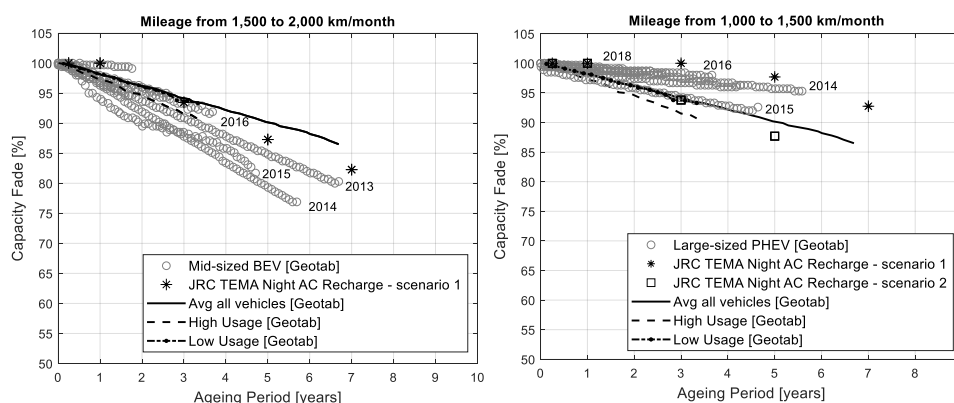 Mileage from 1,500 to 2,000 km/month
105
100
95
90
85
80
75
70
65
60
55
50
Capacity Fade [%]
2016
2015
2013
2014
Mid-sized BEV [Geotab]
JRC TEMA Night AC Recharge - scenario 1
Avg all vehicles [Geotab]
High Usage [Geotab]
Low Usage [Geotab]
0 1 2 3 4 5 6 7 8 9 10
Ageing Period [years]
Mileage from 1,000 to 1,500 km/month
105
100
95
90
85
80
75
70
65
60
55
50
Capacity Fade [%]
2018
2016
2014
2015
Large-sized PHEV [Geotab]
JRC TEMA Night AC Recharge - scenario 1
JRC TEMA Night AC Recharge - scenario 2
Avg all vehicles [Geotab]
High Usage [Geotab]
Low Usage [Geotab]
0 1 2 3 4 5 6 7 8
Ageing Period [years]